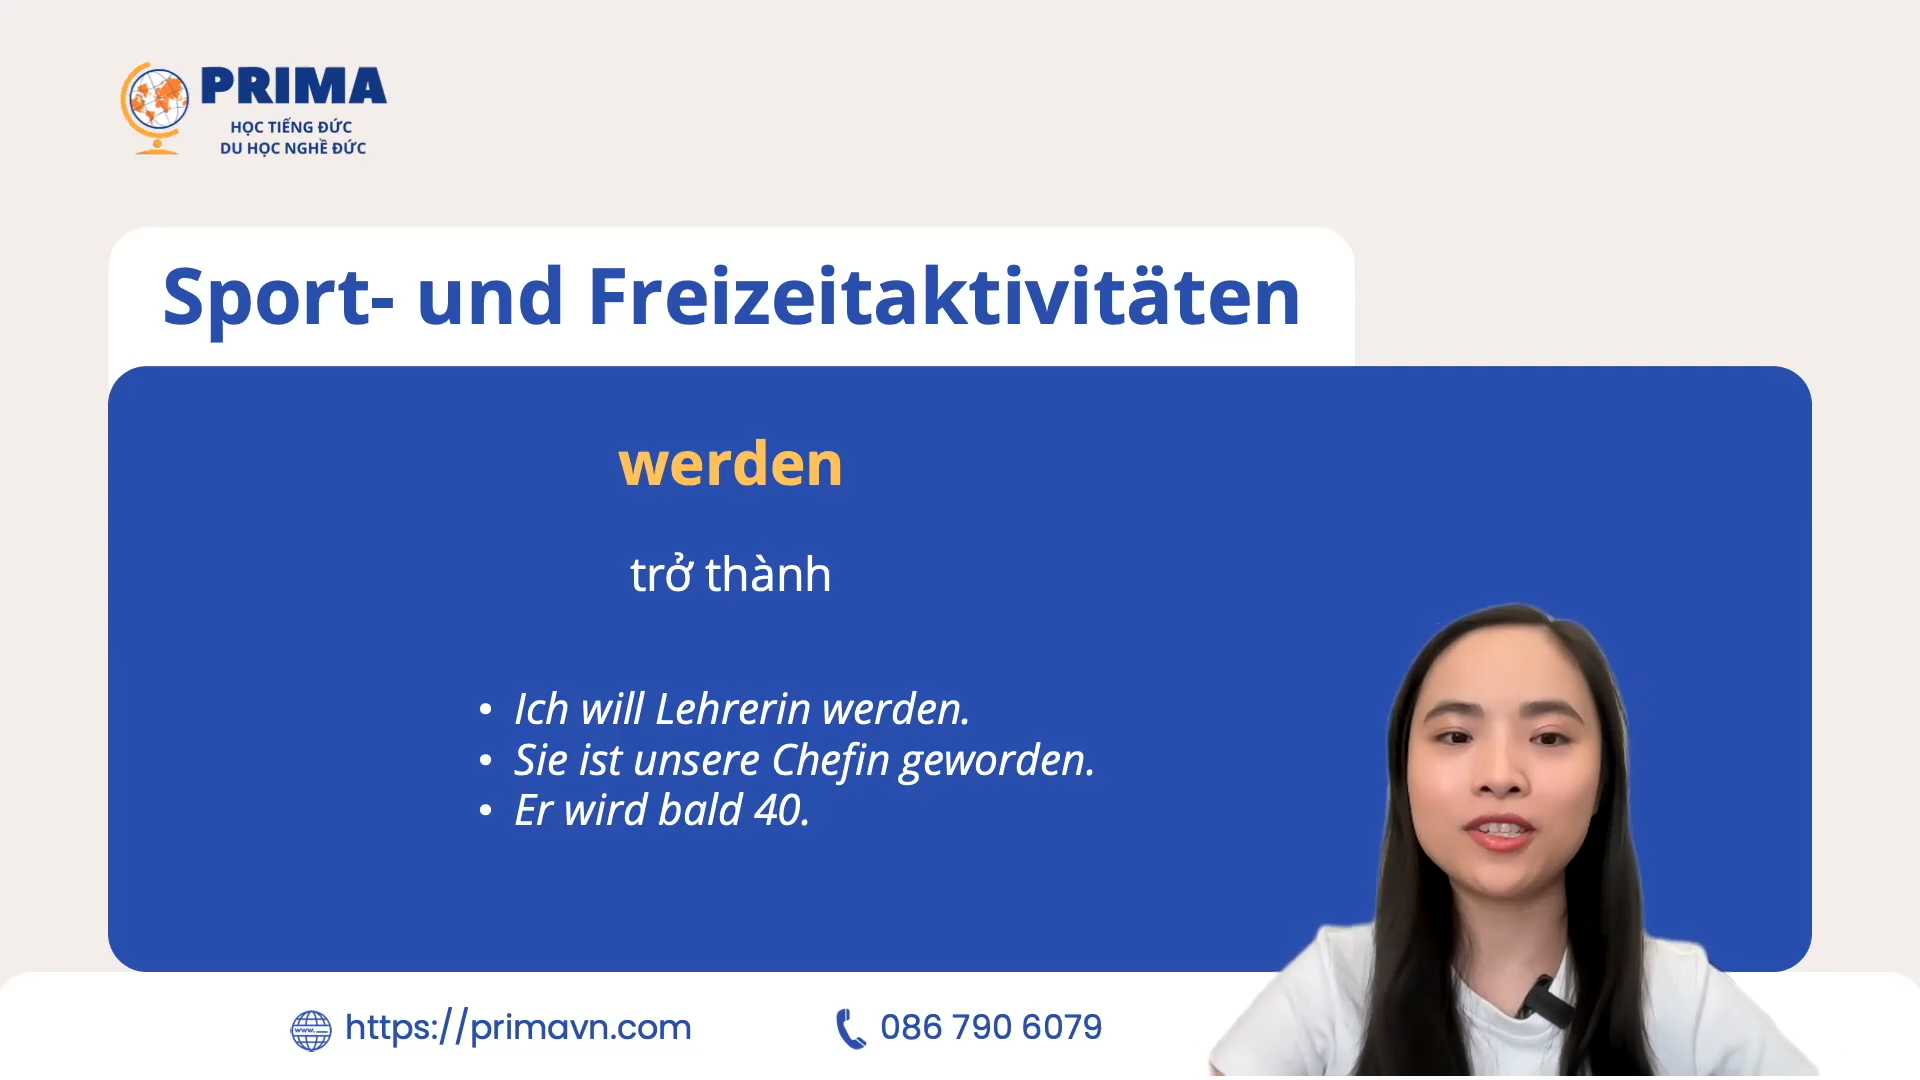 PRIMA
HỌC TIẾNG ĐỨC
DU HỌC NGHỀ ĐỨC
Sport- und Freizeitaktivitäten
werden
trở thành
• Ich will Lehrerin werden.
• Sie ist unsere Chefin geworden.
• Er wird bald 40.
www.
https://primavn.com
086 790 6079